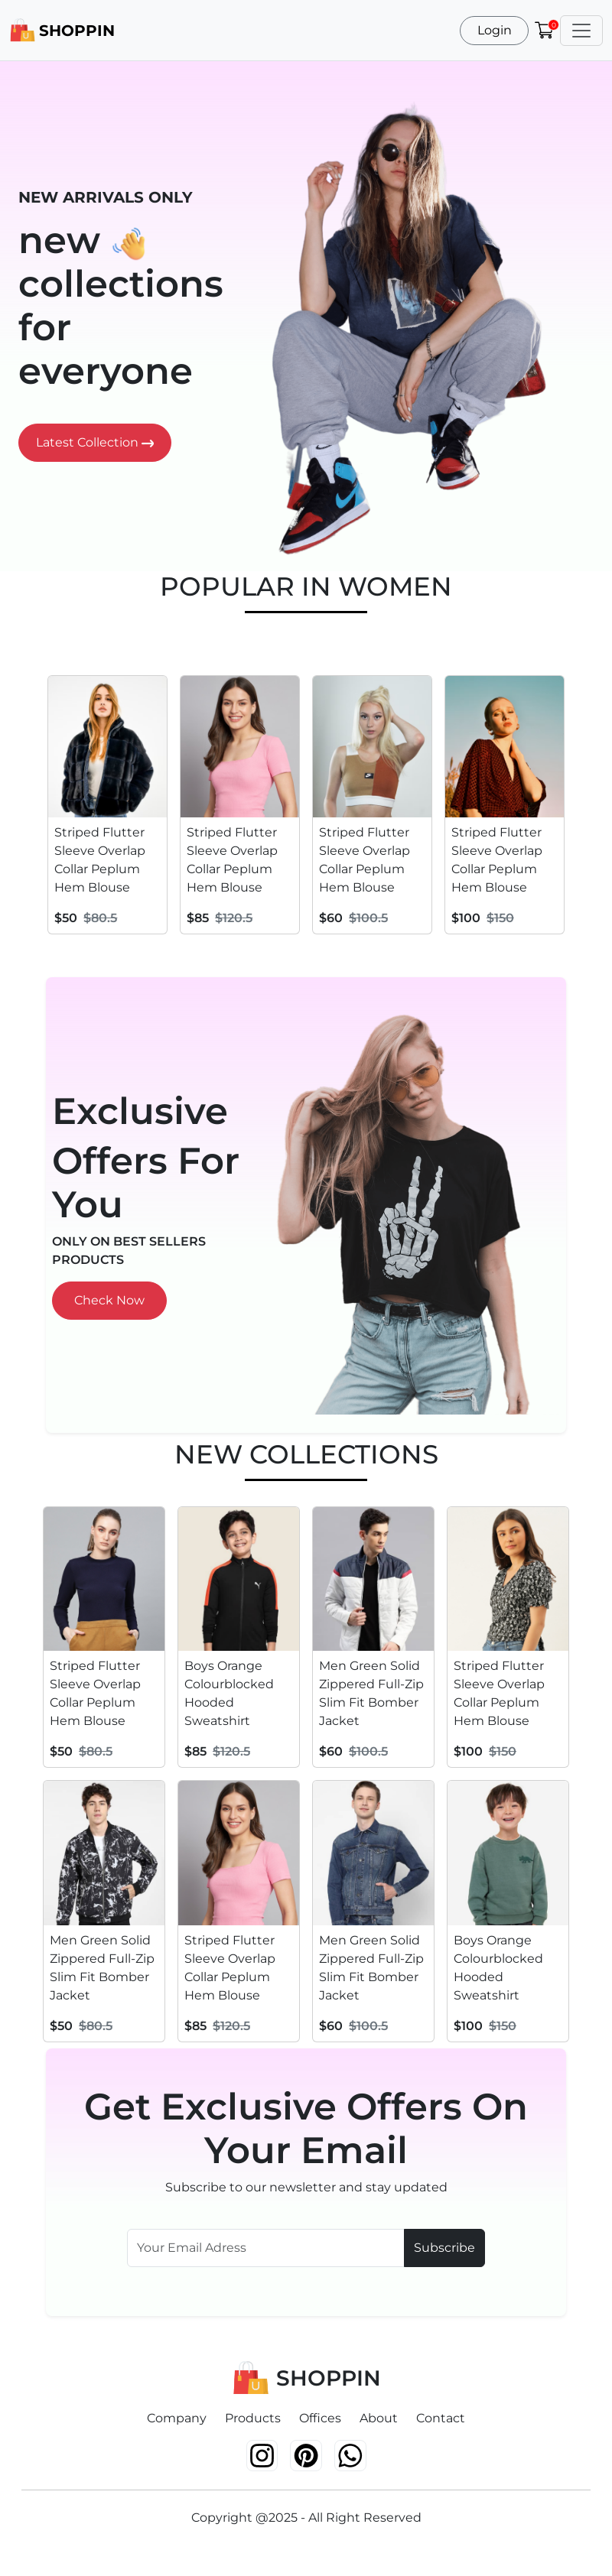 SHOPPIN
Login
0
NEW ARRIVALS ONLY
new
collections
for
everyone
Latest Collection
POPULAR IN WOMEN
Striped Flutter
Sleeve Overlap
Collar Peplum
Hem Blouse
$50 $80.5
Striped Flutter
Sleeve Overlap
Collar Peplum
Hem Blouse
$85 $120.5
Striped Flutter
Sleeve Overlap
Collar Peplum
Hem Blouse
$60 $100.5
Striped Flutter
Sleeve Overlap
Collar Peplum
Hem Blouse
$100 $150
Exclusive
Offers For
You
ONLY ON BEST SELLERS
PRODUCTS
Check Now
NEW COLLECTIONS
Striped Flutter
Sleeve Overlap
Collar Peplum
Hem Blouse
$50 $80.5
Boys Orange
Colourblocked
Hooded
Sweatshirt
$85 $120.5
Men Green Solid
Zippered Full-Zip
Slim Fit Bomber
Jacket
$60 $100.5
Striped Flutter
Sleeve Overlap
Collar Peplum
Hem Blouse
$100 $150
Men Green Solid
Zippered Full-Zip
Slim Fit Bomber
Jacket
$50 $80.5
Striped Flutter
Sleeve Overlap
Collar Peplum
Hem Blouse
$85 $120.5
Men Green Solid
Zippered Full-Zip
Slim Fit Bomber
Jacket
$60 $100.5
Boys Orange
Colourblocked
Hooded
Sweatshirt
$100 $150
Get Exclusive Offers On
Your Email
Subscribe to our newsletter and stay updated
Your Email Adress
Subscribe
U
SHOPPIN
Company Products Offices About Contact
Copyright @2025 - All Right Reserved